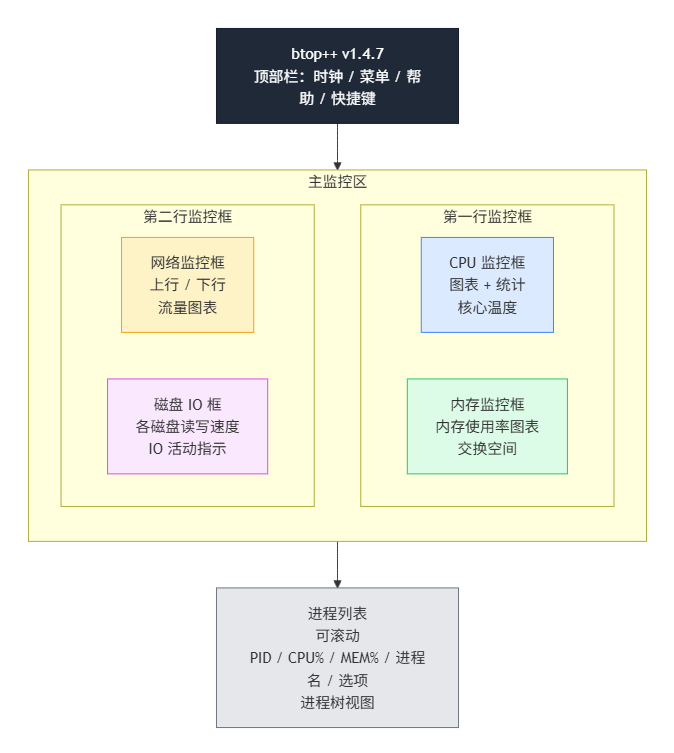 btop++ v1.4.7
顶部栏：时钟 / 菜单 / 帮
助 / 快捷键
主监控区
第二行监控框
网络监控框
上行 / 下行
流量图表
磁盘 IO 框
各磁盘读写速度
IO 活动指示
第一行监控框
CPU 监控框
图表 + 统计
核心温度
内存监控框
内存使用率图表
交换空间
进程列表
可滚动
PID / CPU% / MEM% / 进程
名 / 选项
进程树视图